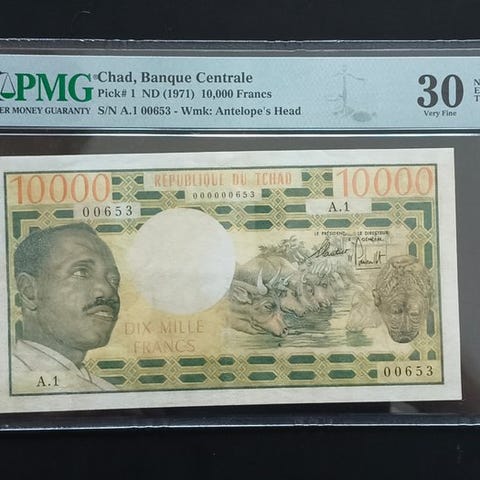 PMG Chad, Banque Centrale
Pick# 1 ND (1971) 10,000 Francs
ER MONEY GUARANTY S/N A.1 00653 - Wmk: Antelope's Head
30
Very Fine
N
E
T
10000 REPUBLIQUE DU TCHAD 10000
000000653
00653 A.1
LE PRESIDENT LE DIRECTEUR
GÉNÉRAL
DIX MILLE
FRANCS
A.1 00653